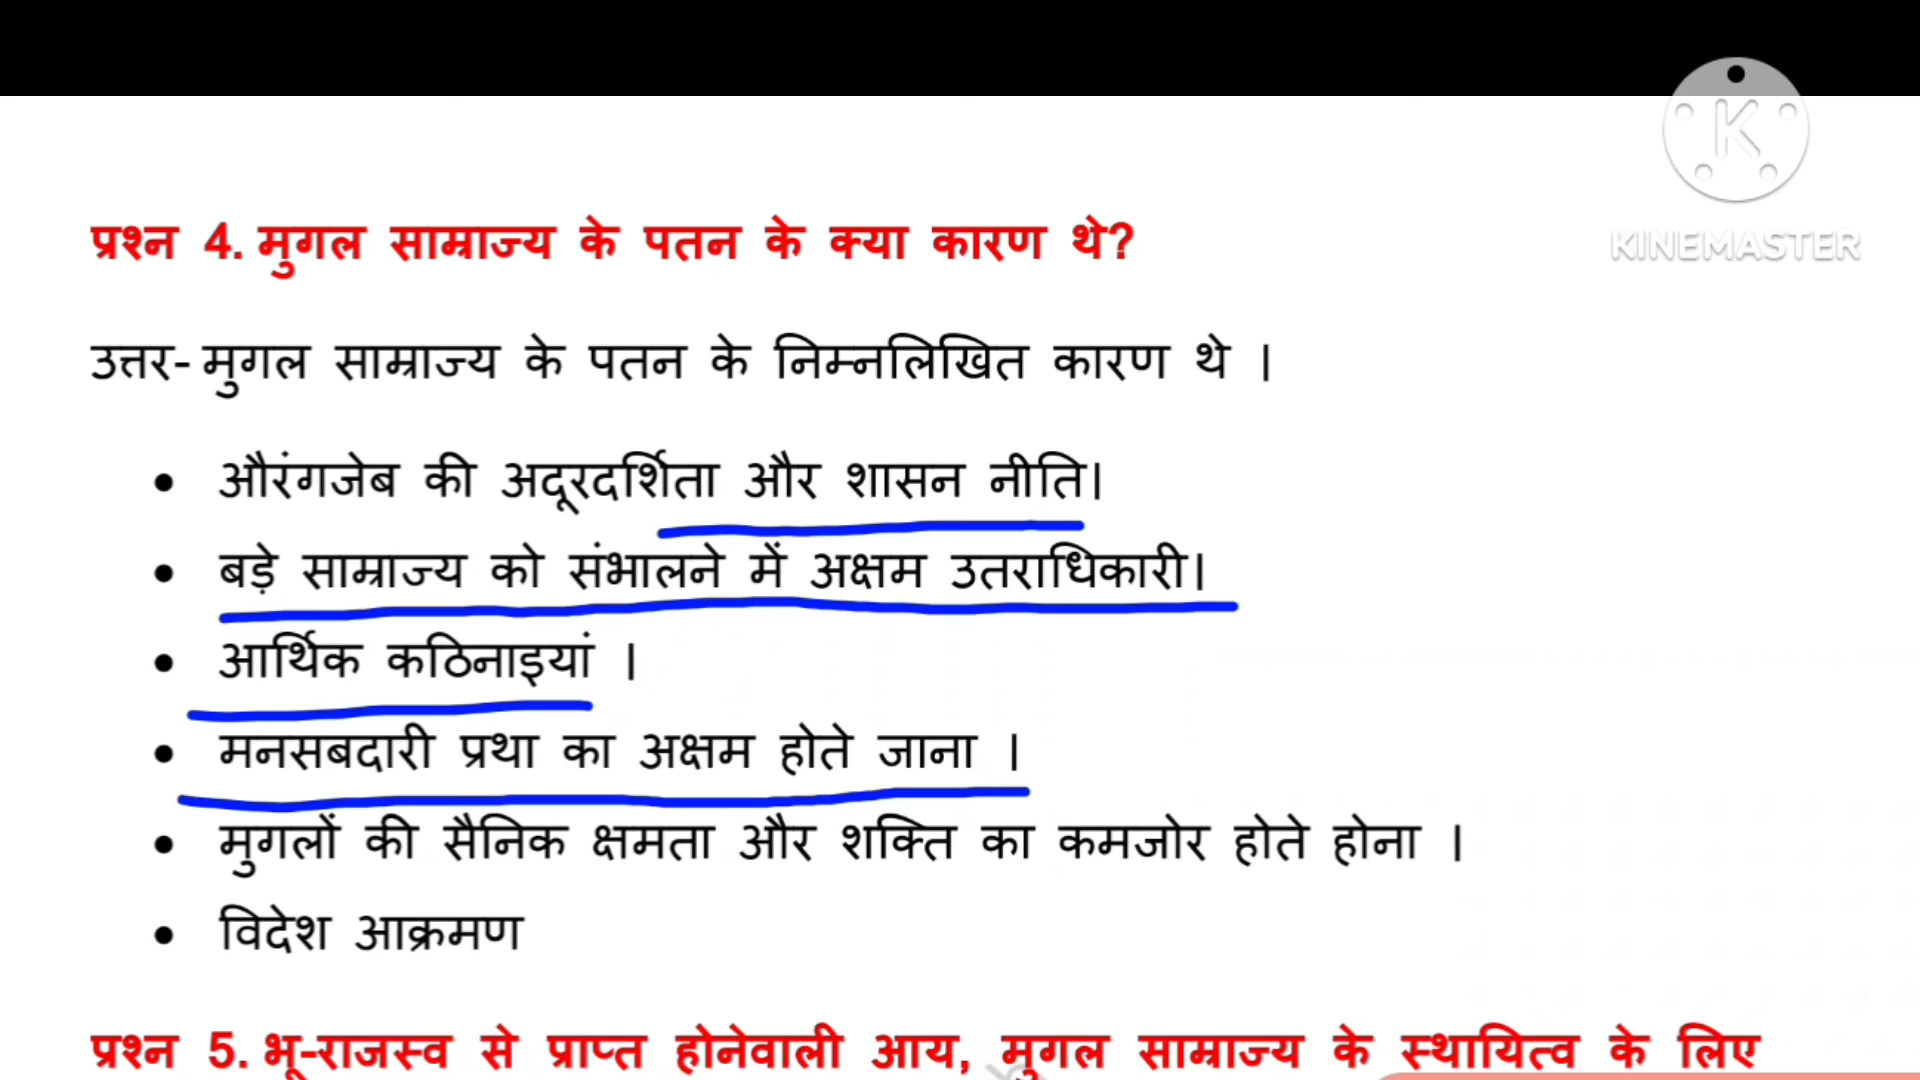 K
KINEMASTER
प्रश्न 4. मुगल साम्राज्य के पतन के क्या कारण थे?
उत्तर- मुगल साम्राज्य के पतन के निम्नलिखित कारण थे ।
• औरंगजेब की अदूरदर्शिता और शासन नीति।
• बड़े साम्राज्य को संभालने में अक्षम उतराधिकारी।
• आर्थिक कठिनाइयां ।
• मनसबदारी प्रथा का अक्षम होते जाना ।
• मुगलों की सैनिक क्षमता और शक्ति का कमजोर होते होना ।
• विदेश आक्रमण
प्रश्न 5. भू-राजस्व से प्राप्त होनेवाली आय, मुगल साम्राज्य के स्थायित्व के लिए